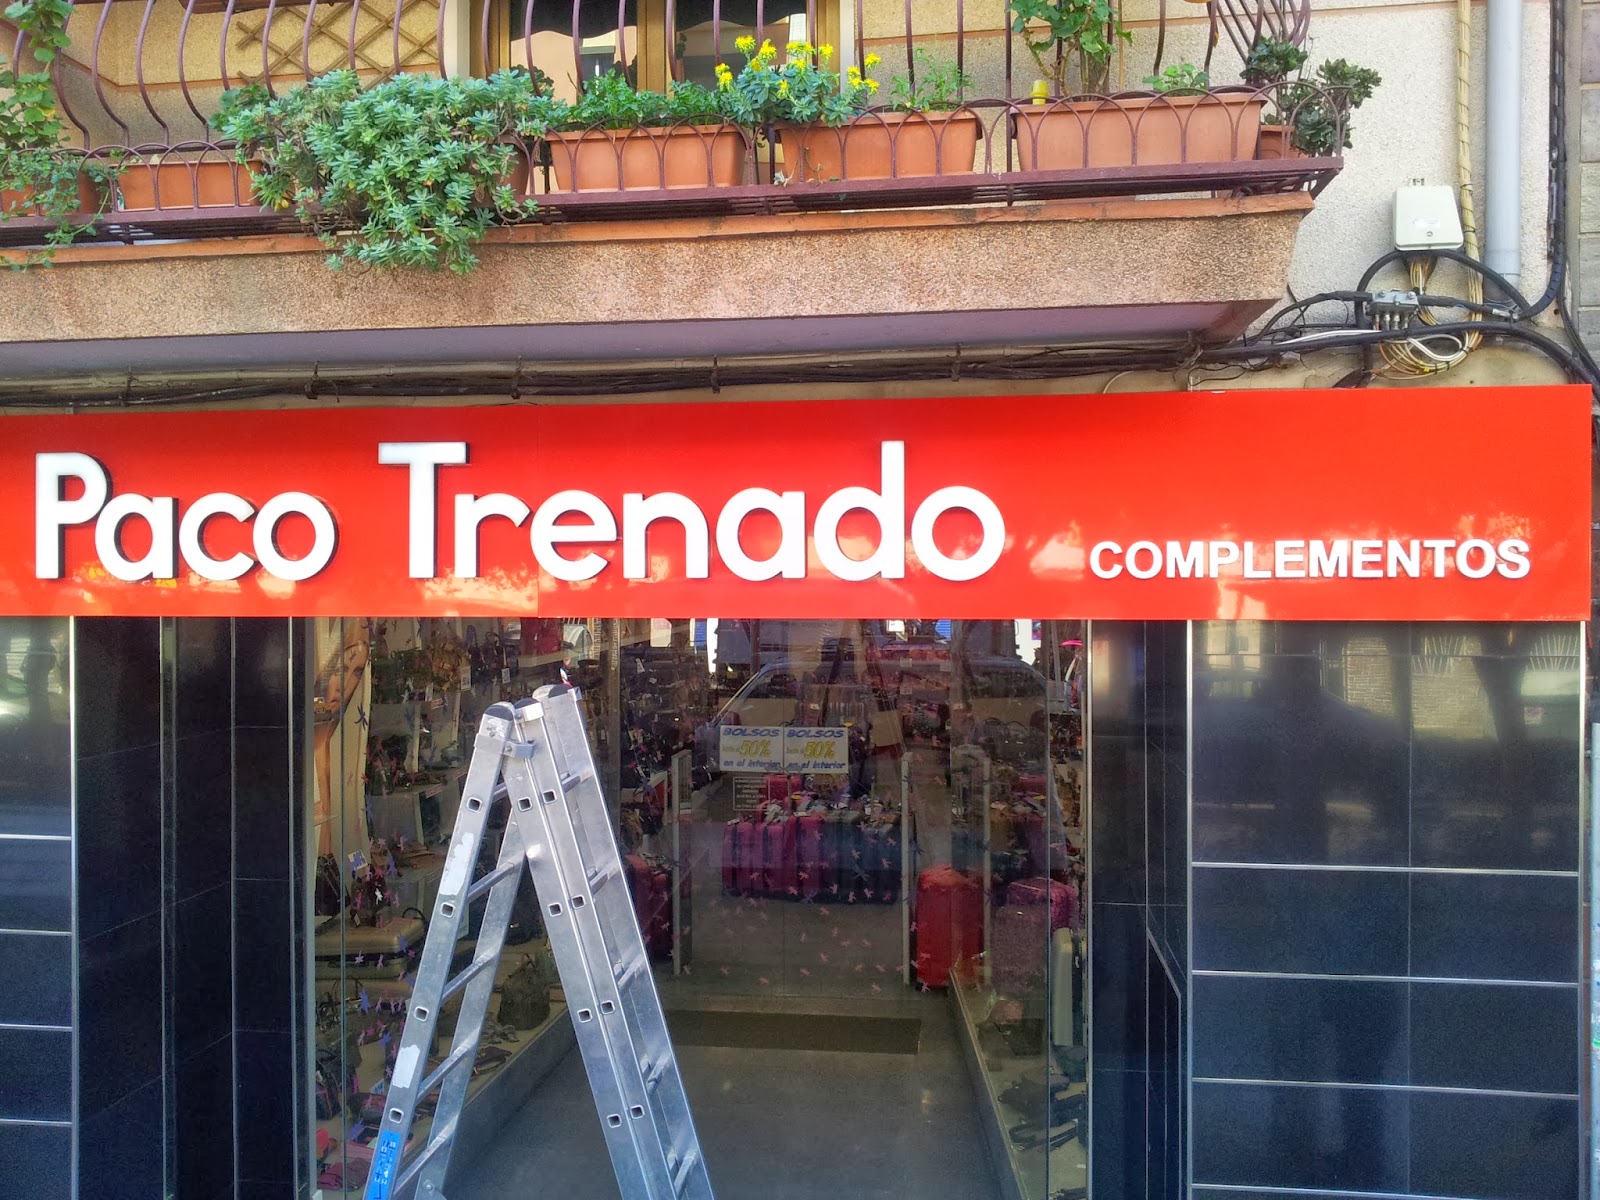 Paco Trenado COMPLEMENTOS
BOLSOS BOLSOS
50% 50%
en el interior en el interior